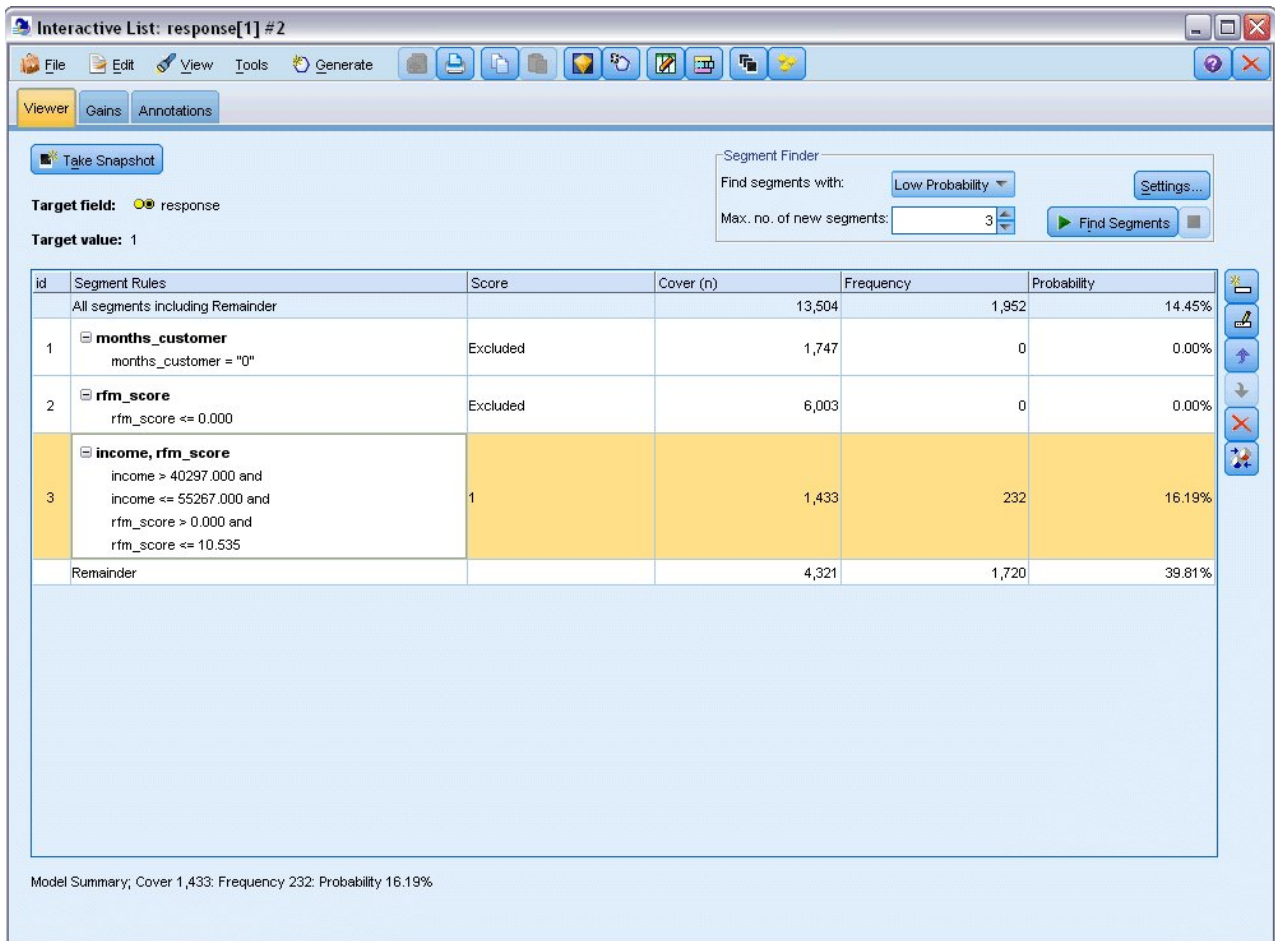 Interactive List: response[1] #2
File Edit View Tools Generate
Viewer Gains Annotations
Take Snapshot
Segment Finder
Find segments with: Low Probability Settings...
Target field: response
Max. no. of new segments: 3 Find Segments
Target value: 1
id Segment Rules Score Cover (n) Frequency Probability
All segments including Remainder 13,504 1,952 14.45%
months_customer
1 Excluded 1,747 0 0.00%
months_customer = "0"
rfm_score
2 Excluded 6,003 0 0.00%
rfm_score <= 0.000
income, rfm_score
income > 40297.000 and
3 income <= 55267.000 and 1 1,433 232 16.19%
rfm_score > 0.000 and
rfm_score <= 10.535
Remainder 4,321 1,720 39.81%
Model Summary; Cover 1,433: Frequency 232: Probability 16.19%